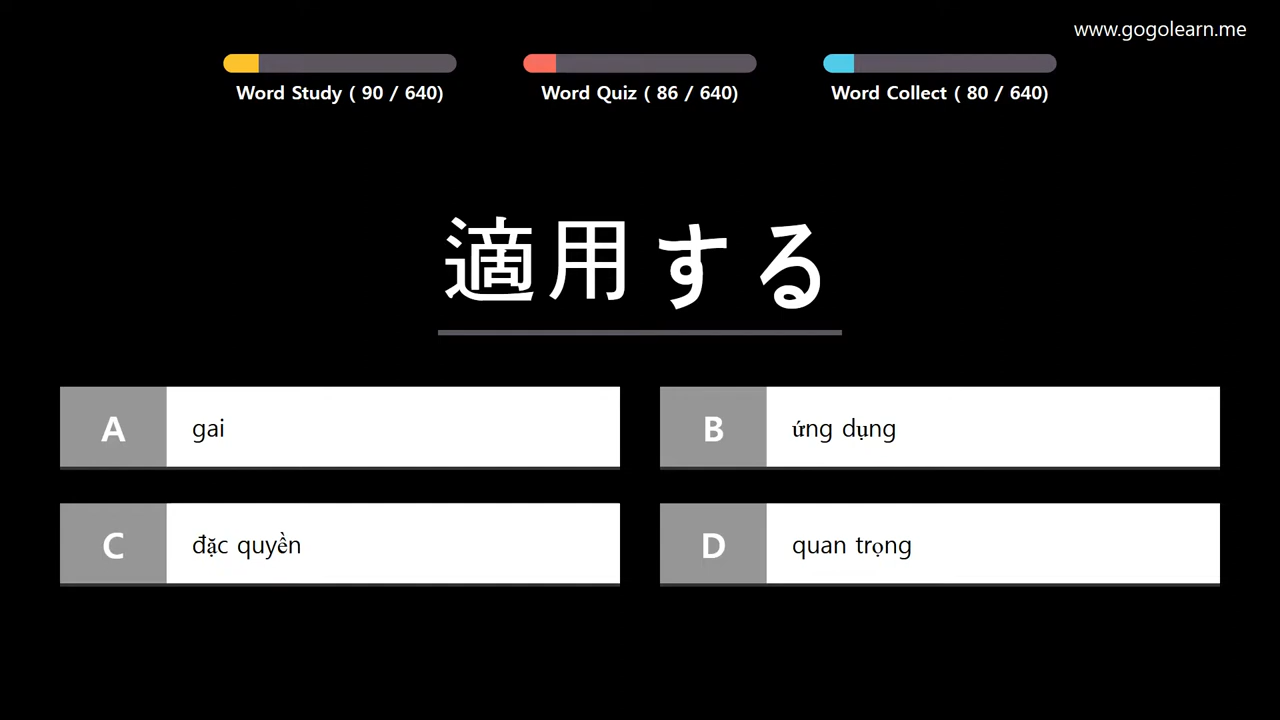 www.gogolearn.me
Word Study ( 90 / 640)
Word Quiz ( 86 / 640)
Word Collect ( 80 / 640)
適用する
A gai
B ứng dụng
C đặc quyền
D quan trọng